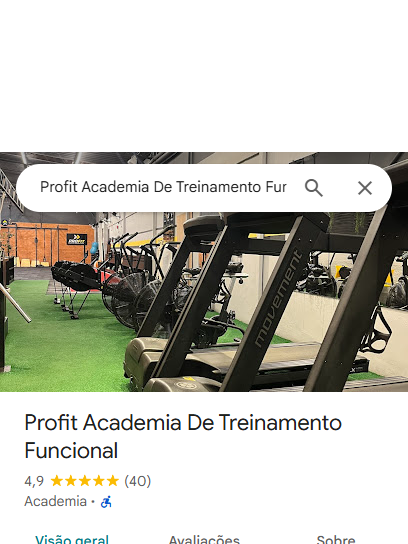 Profit Academia De Treinamento Fur
PROFIT
movement
Profit Academia De Treinamento
Funcional
4,9 (40)
Academia •
Visão geral Avaliações Sobre